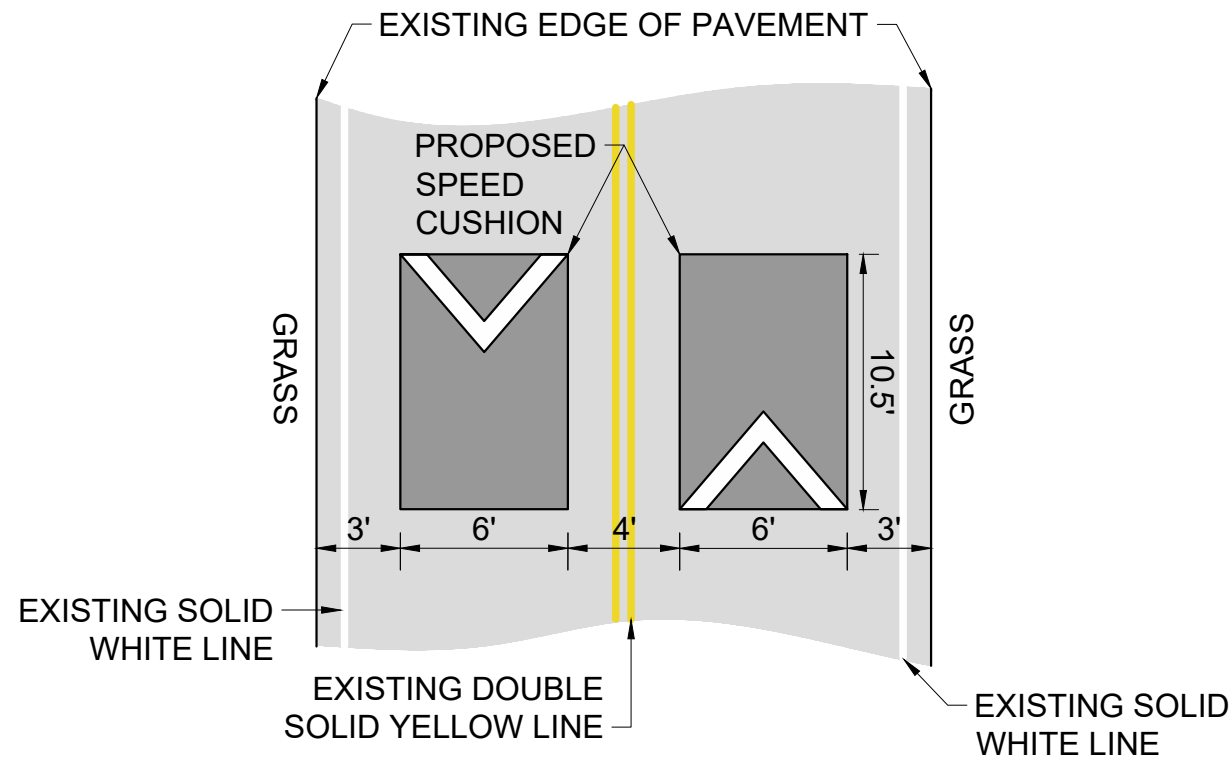 EXISTING EDGE OF PAVEMENT
PROPOSED
SPEED
CUSHION
GRASS
GRASS
10.5'
3'
6'
4'
6'
3'
EXISTING SOLID
WHITE LINE
EXISTING DOUBLE
SOLID YELLOW LINE
EXISTING SOLID
WHITE LINE